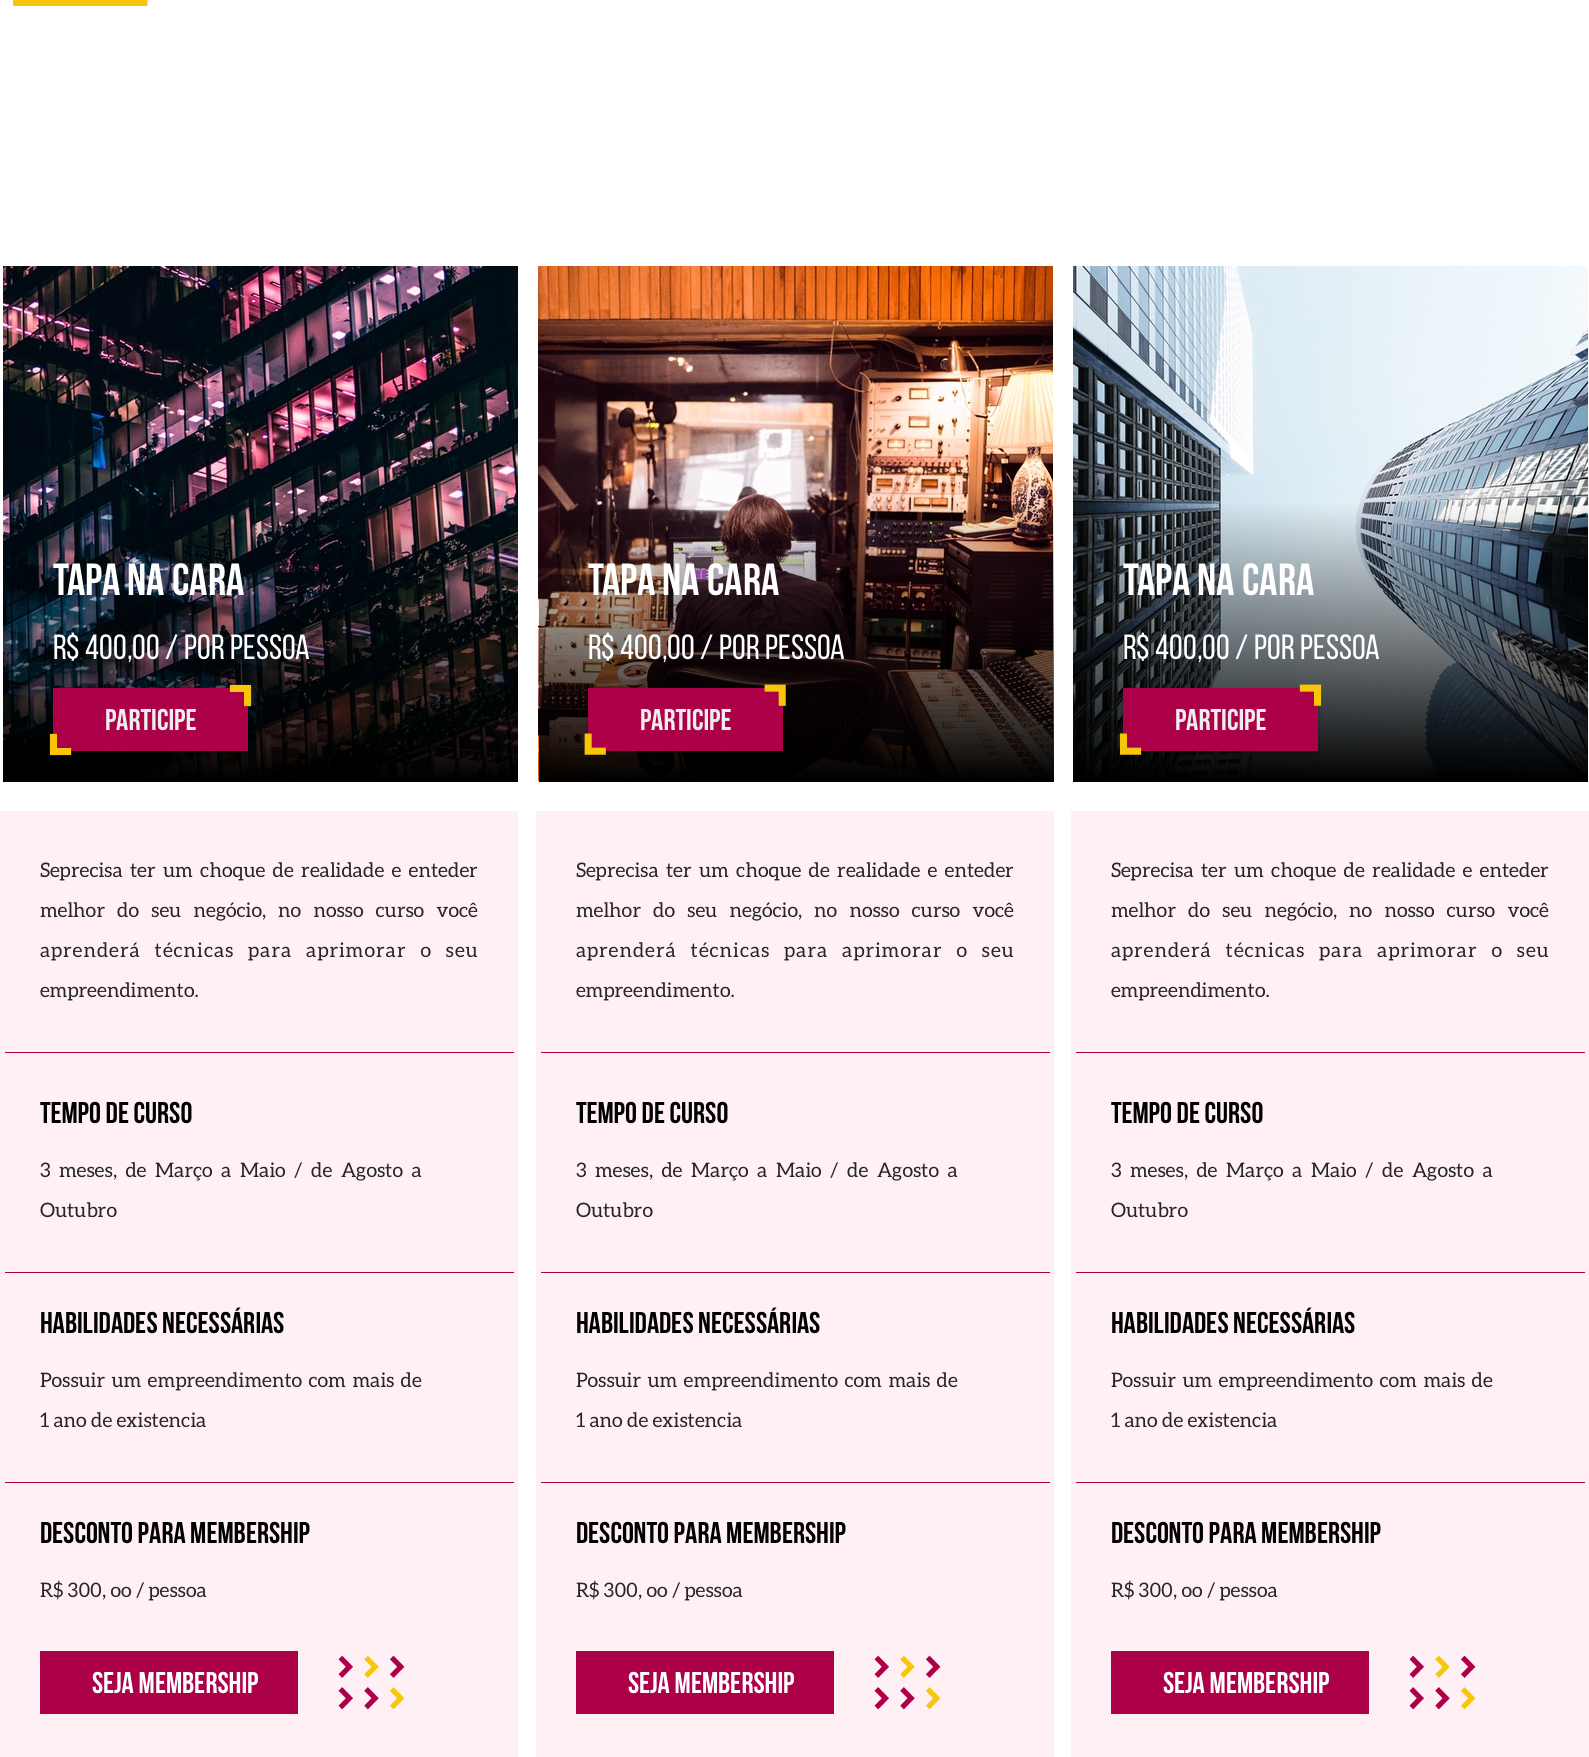 TAPA NA CARA
R$ 400,00 / POR PESSOA
PARTICIPE
TAPA NA CARA
R$ 400,00 / POR PESSOA
PARTICIPE
TAPA NA CARA
R$ 400,00 / POR PESSOA
PARTICIPE
Seprecisa ter um choque de realidade e enteder
melhor do seu negócio, no nosso curso você
aprenderá técnicas para aprimorar o seu
empreendimento.
TEMPO DE CURSO
3 meses, de Março a Maio / de Agosto a
Outubro
HABILIDADES NECESSÁRIAS
Possuir um empreendimento com mais de
1 ano de existencia
DESCONTO PARA MEMBERSHIP
R$ 300, oo / pessoa
SEJA MEMBERSHIP
Seprecisa ter um choque de realidade e enteder
melhor do seu negócio, no nosso curso você
aprenderá técnicas para aprimorar o seu
empreendimento.
TEMPO DE CURSO
3 meses, de Março a Maio / de Agosto a
Outubro
HABILIDADES NECESSÁRIAS
Possuir um empreendimento com mais de
1 ano de existencia
DESCONTO PARA MEMBERSHIP
R$ 300, oo / pessoa
SEJA MEMBERSHIP
Seprecisa ter um choque de realidade e enteder
melhor do seu negócio, no nosso curso você
aprenderá técnicas para aprimorar o seu
empreendimento.
TEMPO DE CURSO
3 meses, de Março a Maio / de Agosto a
Outubro
HABILIDADES NECESSÁRIAS
Possuir um empreendimento com mais de
1 ano de existencia
DESCONTO PARA MEMBERSHIP
R$ 300, oo / pessoa
SEJA MEMBERSHIP